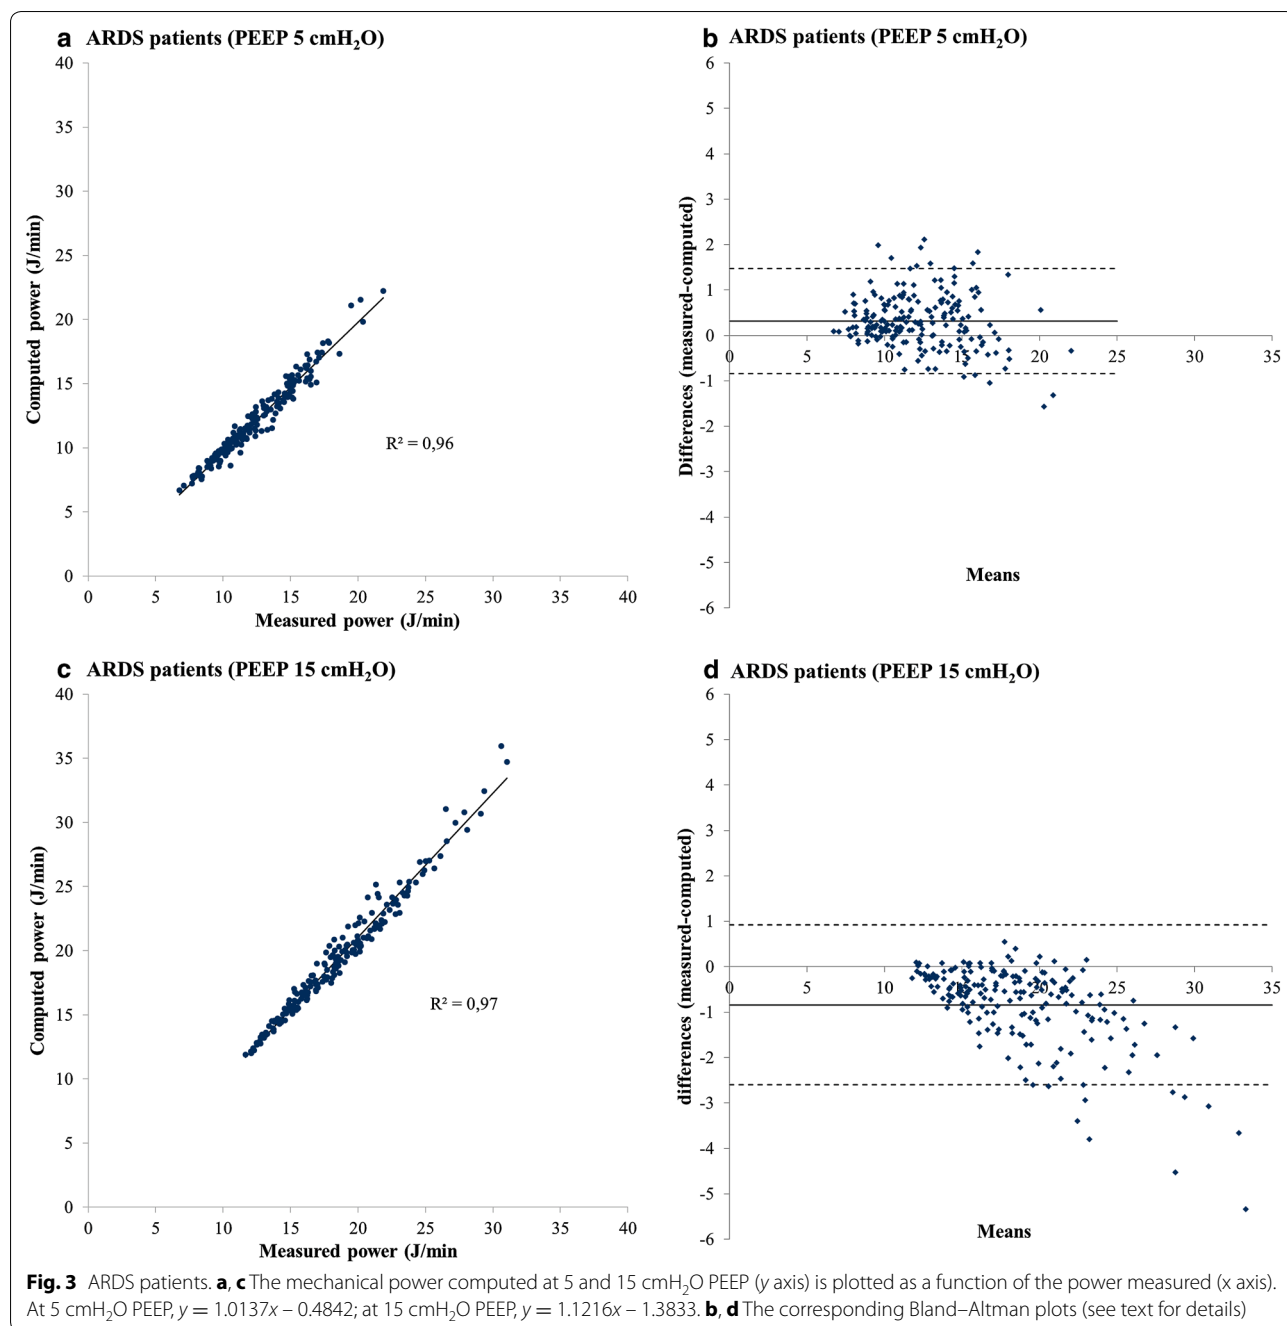 a ARDS patients (PEEP 5 cmH₂O)
40
35
30
25
20
15
10
5
0
Computed power (J/min)
R² = 0,96
0 5 10 15 20 25 30 35 40
Measured power (J/min)
b ARDS patients (PEEP 5 cmH₂O)
6
5
4
3
2
1
0
-1
-2
-3
-4
-5
-6
Differences (measured-computed)
0 5 10 15 20 25 30 35
Means
c ARDS patients (PEEP 15 cmH₂O)
40
35
30
25
20
15
10
5
0
Computed power (J/min)
R² = 0,97
0 5 10 15 20 25 30 35 40
Measured power (J/min
d ARDS patients (PEEP 15 cmH₂O)
6
5
4
3
2
1
0
-1
-2
-3
-4
-5
-6
differences (measured-computed)
0 5 10 15 20 25 30 35
Means
Fig. 3 ARDS patients. a, c The mechanical power computed at 5 and 15 cmH₂O PEEP (y axis) is plotted as a function of the power measured (x axis).
At 5 cmH₂O PEEP, y = 1.0137x – 0.4842; at 15 cmH₂O PEEP, y = 1.1216x – 1.3833. b, d The corresponding Bland–Altman plots (see text for details)